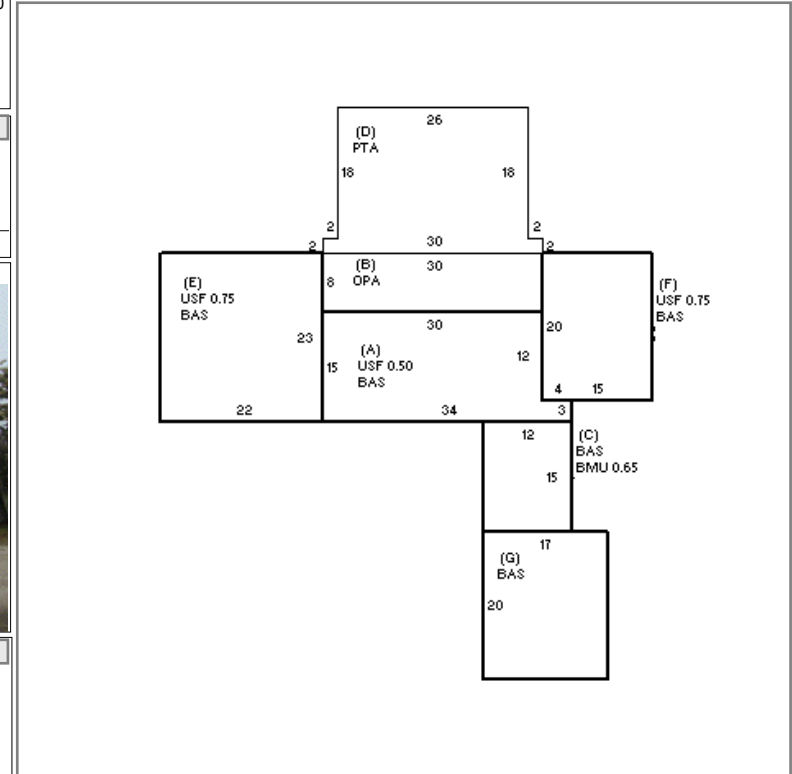 26
(D)
PTA
18 18
2 2
2 30 2
(B) 30
8 OPA
(E)
USF 0.75
BAS
(F)
USF 0.75
BAS
30
20
23
(A)
USF 0.50
BAS
12
15
4 15
22 34 3
12
(C)
BAS
BMU 0.65
15
17
(G)
BAS
20